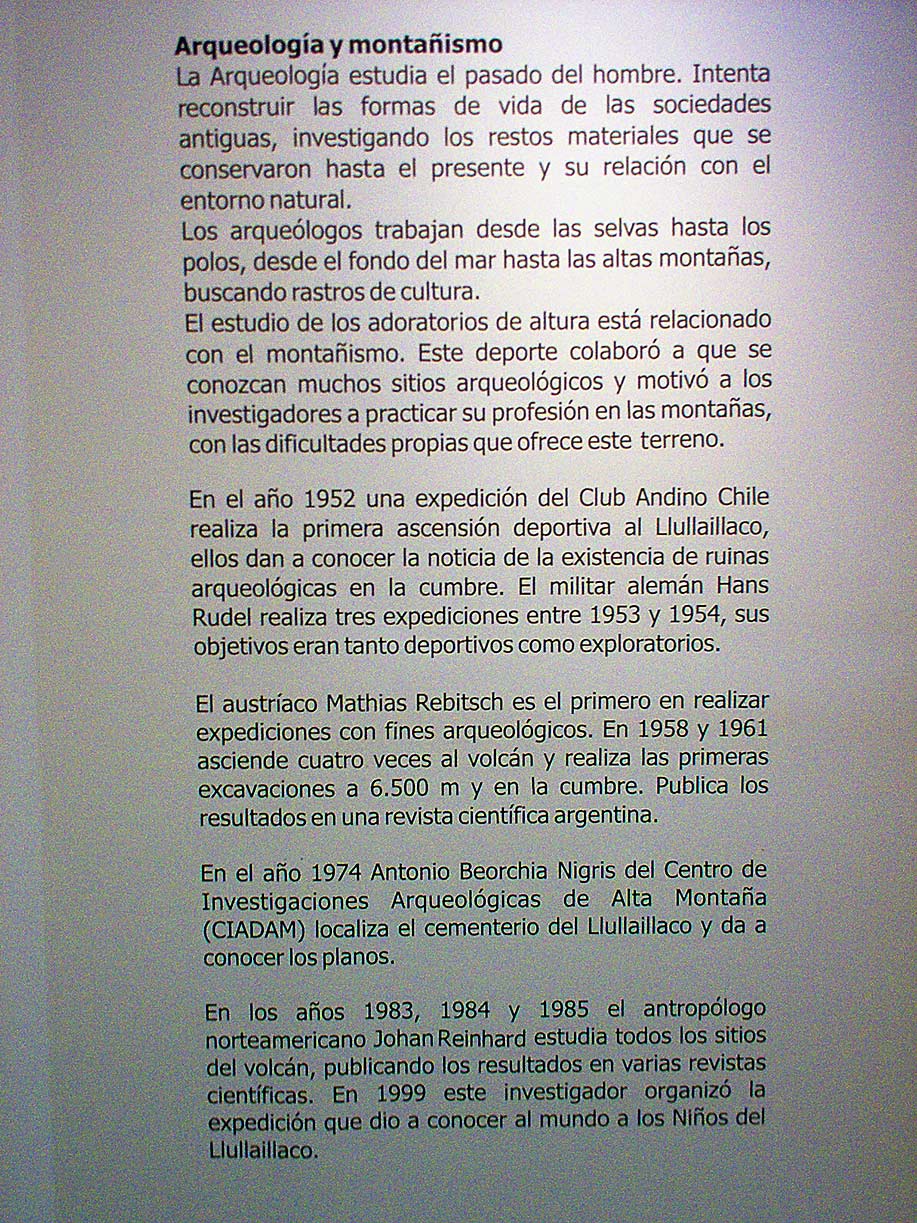 Arqueología y montañismo
La Arqueología estudia el pasado del hombre. Intenta
reconstruir las formas de vida de las sociedades
antiguas, investigando los restos materiales que se
conservaron hasta el presente y su relación con el
entorno natural.
Los arqueólogos trabajan desde las selvas hasta los
polos, desde el fondo del mar hasta las altas montañas,
buscando rastros de cultura.
El estudio de los adoratorios de altura está relacionado
con el montañismo. Este deporte colaboró a que se
conozcan muchos sitios arqueológicos y motivó a los
investigadores a practicar su profesión en las montañas,
con las dificultades propias que ofrece este terreno.
En el año 1952 una expedición del Club Andino Chile
realiza la primera ascensión deportiva al Llullaillaco,
ellos dan a conocer la noticia de la existencia de ruinas
arqueológicas en la cumbre. El militar alemán Hans
Rudel realiza tres expediciones entre 1953 y 1954, sus
objetivos eran tanto deportivos como exploratorios.
El austríaco Mathias Rebitsch es el primero en realizar
expediciones con fines arqueológicos. En 1958 y 1961
asciende cuatro veces al volcán y realiza las primeras
excavaciones a 6.500 m y en la cumbre. Publica los
resultados en una revista científica argentina.
En el año 1974 Antonio Beorchia Nigris del Centro de
Investigaciones Arqueológicas de Alta Montaña
(CIADAM) localiza el cementerio del Llullaillaco y da a
conocer los planos.
En los años 1983, 1984 y 1985 el antropólogo
norteamericano Johan Reinhard estudia todos los sitios
del volcán, publicando los resultados en varias revistas
científicas. En 1999 este investigador organizó la
expedición que dio a conocer al mundo a los Niños del
Llullaillaco.